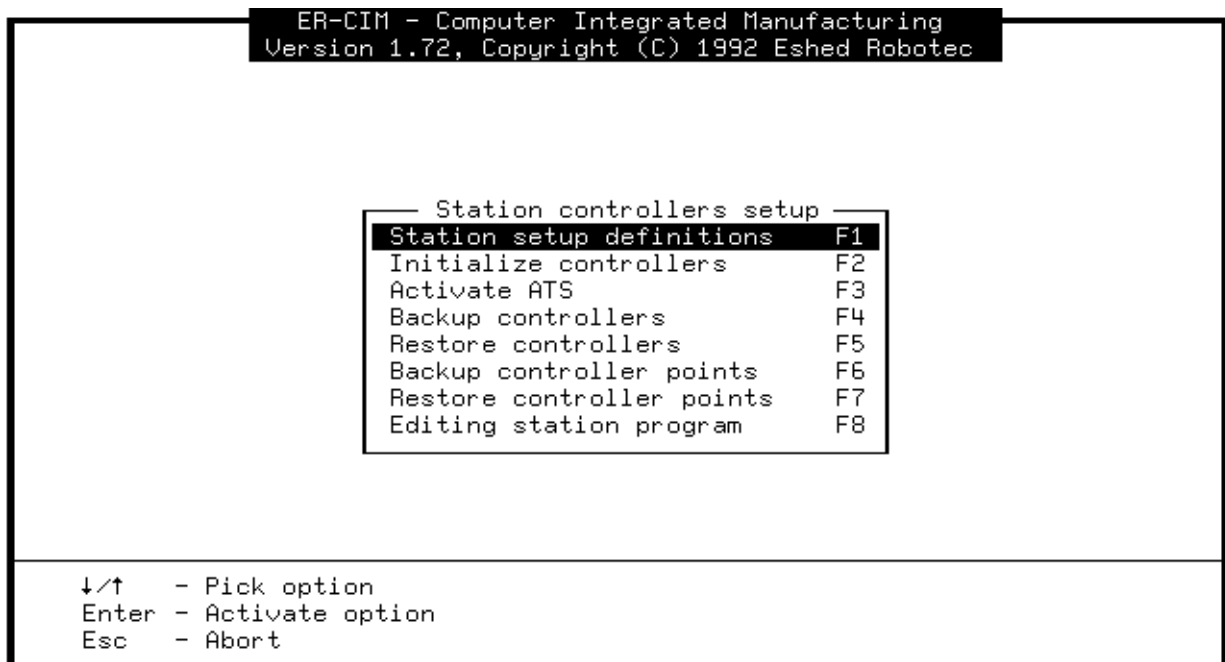 ER-CIM - Computer Integrated Manufacturing
Version 1.72, Copyright (C) 1992 Eshed Robotec
Station controllers setup
Station setup definitions F1
Initialize controllers F2
Activate ATS F3
Backup controllers F4
Restore controllers F5
Backup controller points F6
Restore controller points F7
Editing station program F8
↓/↑ - Pick option
Enter - Activate option
Esc - Abort